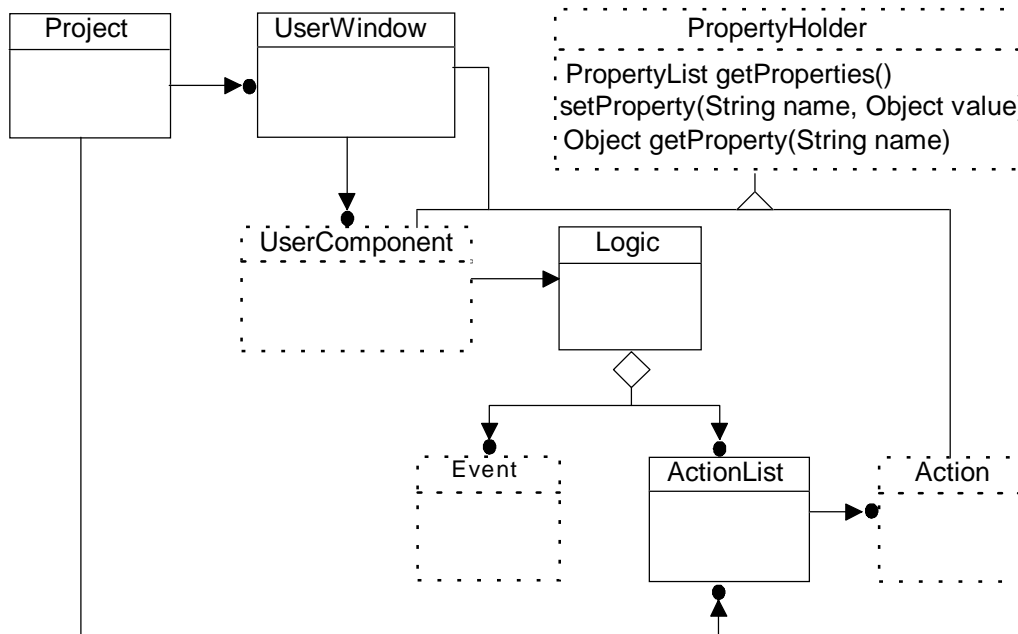 Project
UserWindow
PropertyHolder
PropertyList getProperties()
setProperty(String name, Object value)
Object getProperty(String name)
UserComponent
Logic
Event
ActionList
Action